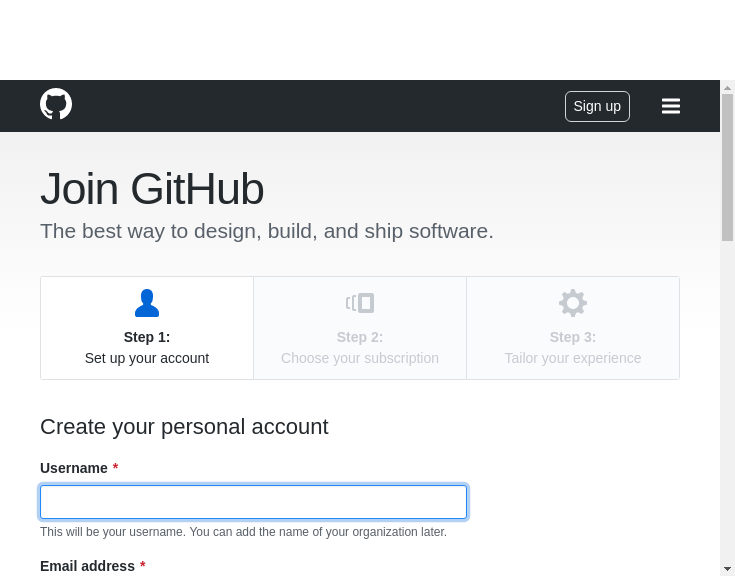 Sign up
Join GitHub
The best way to design, build, and ship software.
Step 1:
Set up your account
Step 2:
Choose your subscription
Step 3:
Tailor your experience
Create your personal account
Username *
This will be your username. You can add the name of your organization later.
Email address *